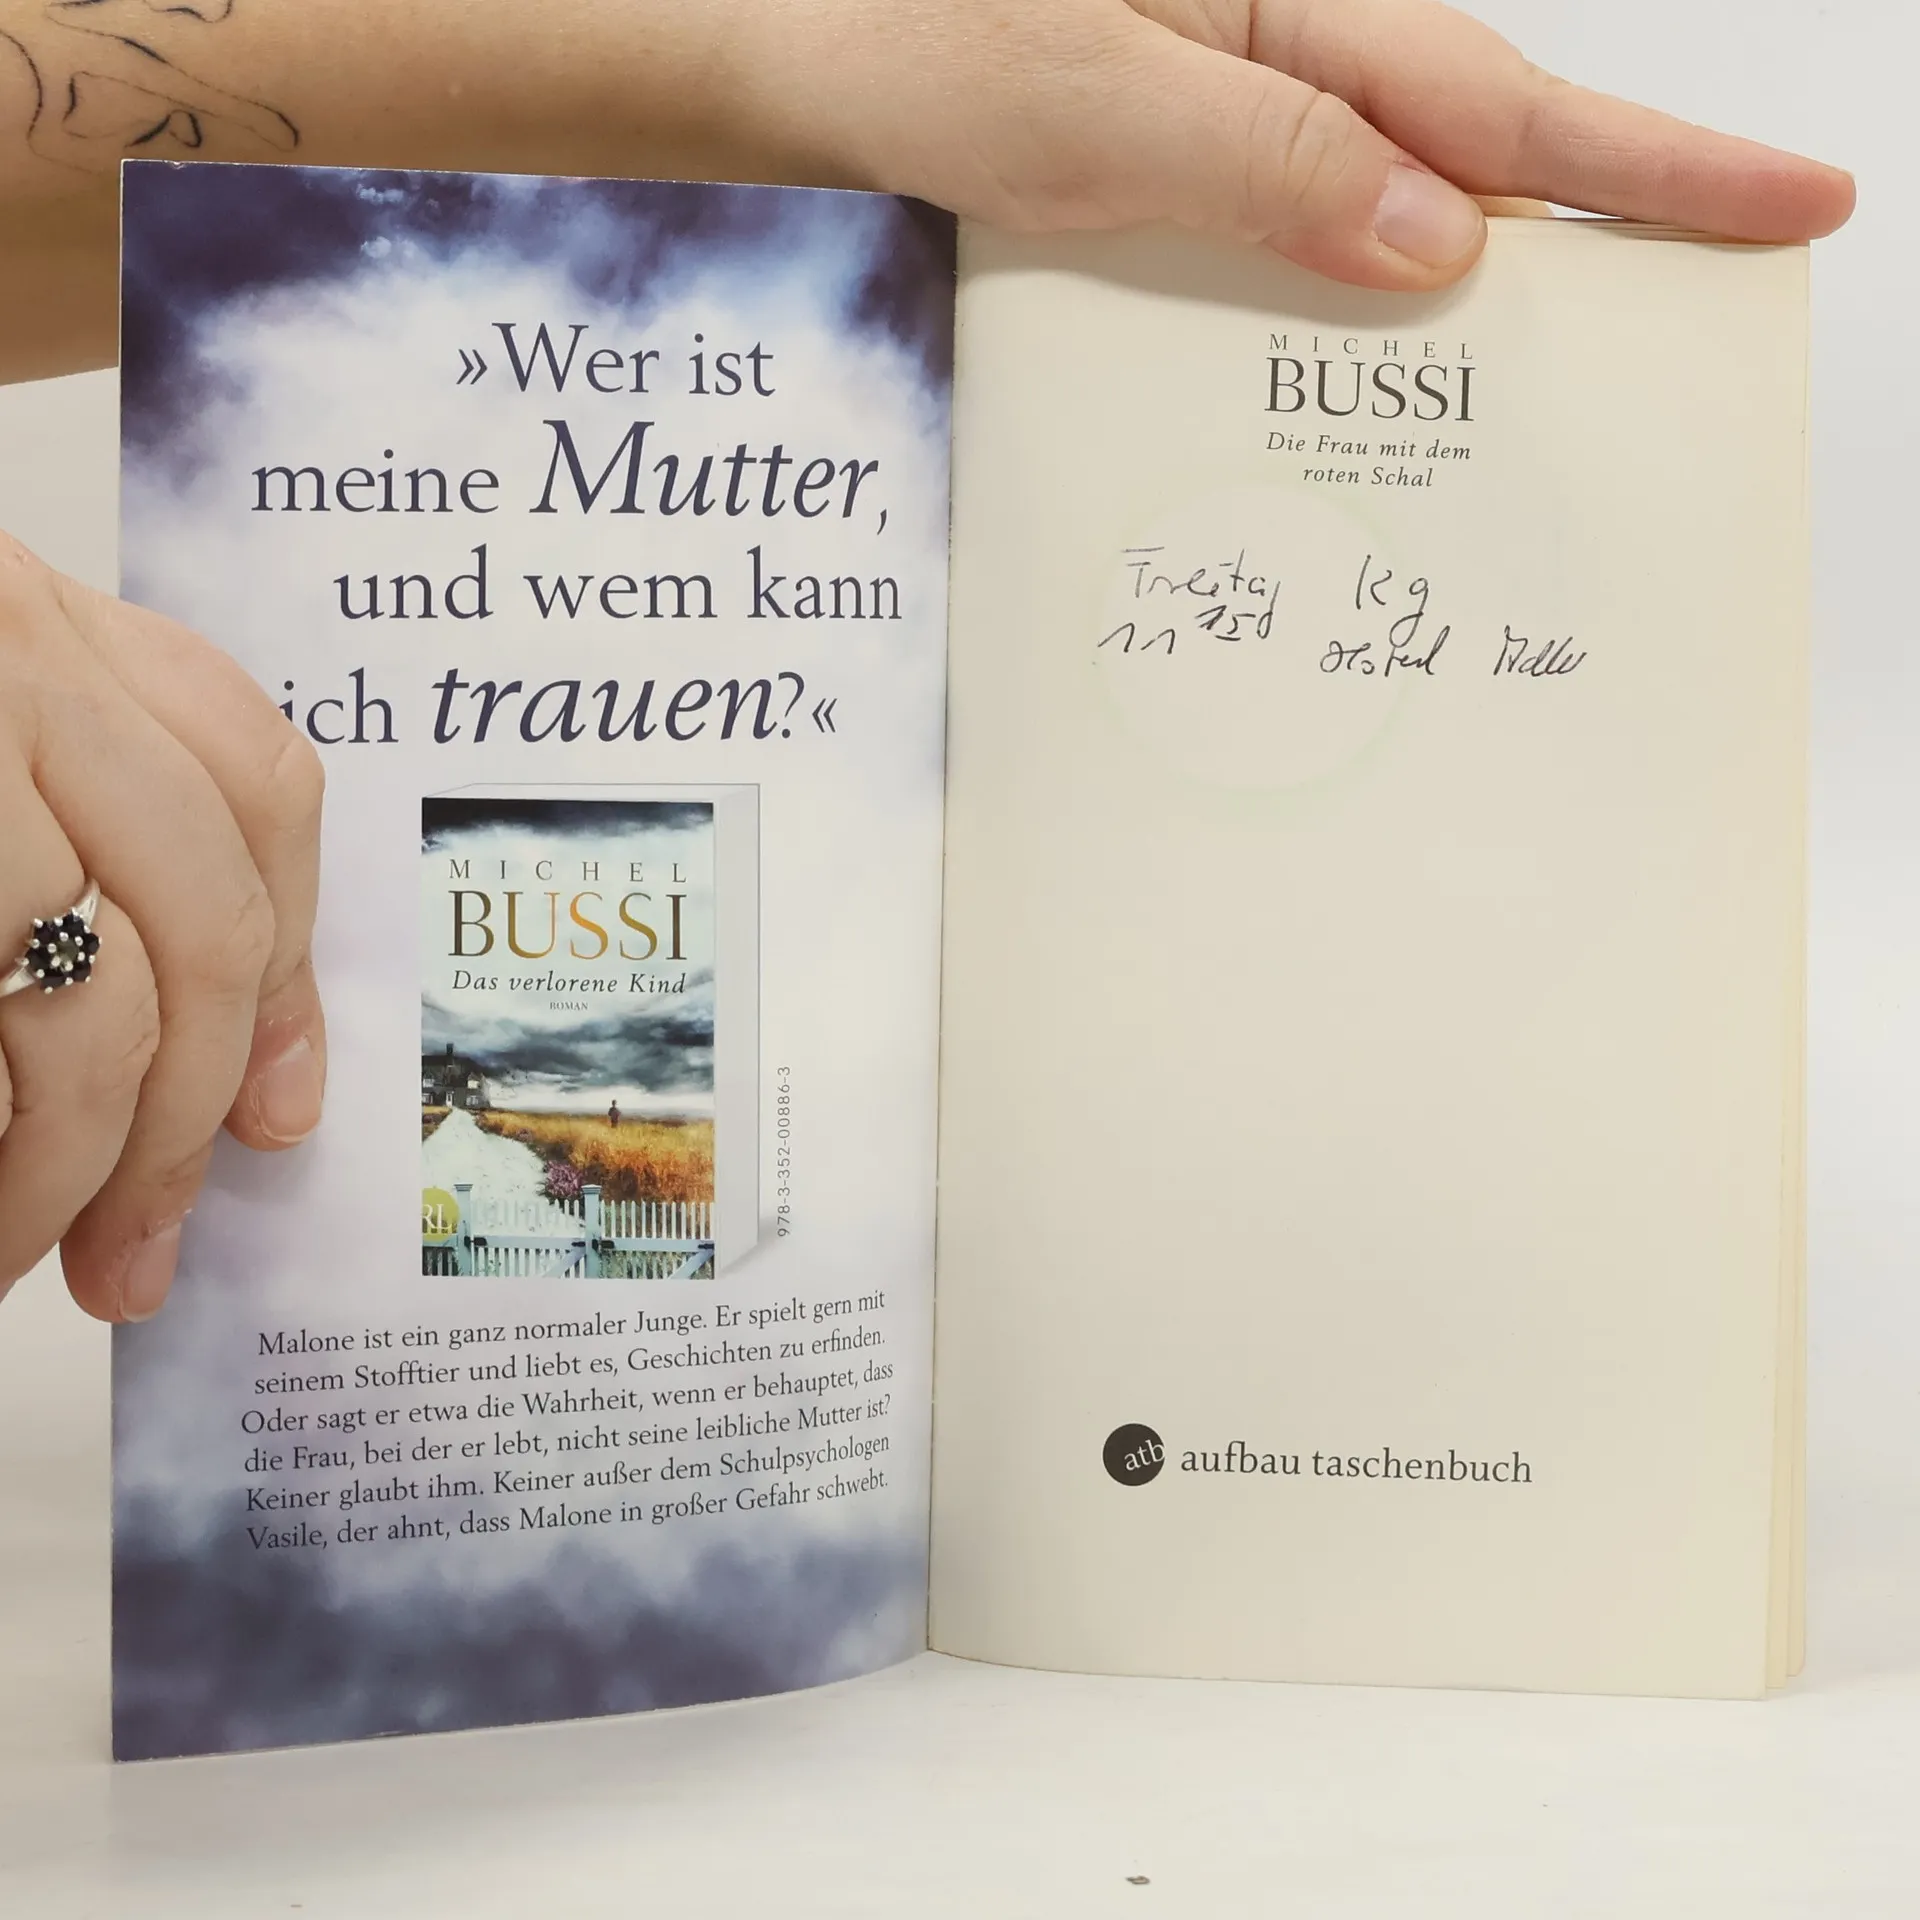 »Wer ist
meine Mutter,
und wem kann
ich trauen?«
MICHEL
BUSSI
Das verlorene Kind
ROMAN
RL
978-3-352-00886-3
Malone ist ein ganz normaler Junge. Er spielt gern mit
seinem Stofftier und liebt es, Geschichten zu erfinden.
Oder sagt er etwa die Wahrheit, wenn er behauptet, dass
die Frau, bei der er lebt, nicht seine leibliche Mutter ist?
Keiner glaubt ihm. Keiner außer dem Schulpsychologen
Vasile, der ahnt, dass Malone in großer Gefahr schwebt.
MICHEL
BUSSI
Die Frau mit dem
roten Schal
Freitag kg
11 15
atb aufbau taschenbuch